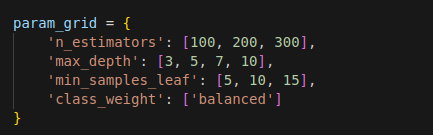 param_grid = {
    'n_estimators': [100, 200, 300],
    'max_depth': [3, 5, 7, 10],
    'min_samples_leaf': [5, 10, 15],
    'class_weight': ['balanced']
}